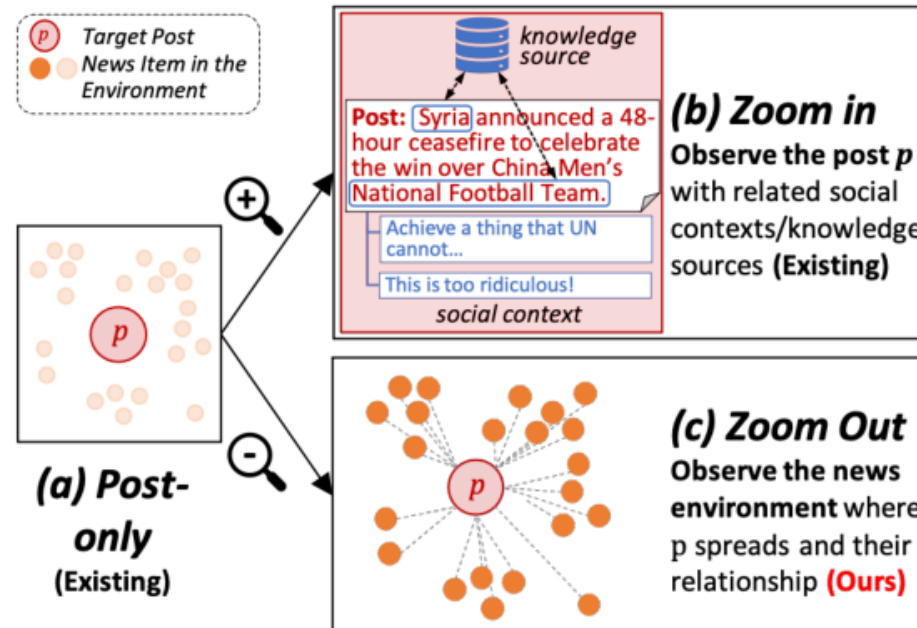 p Target Post
News Item in the
Environment
p
(a) Post-
only
(Existing)
knowledge
source
Post: Syria announced a 48-
hour ceasefire to celebrate
the win over China Men's
National Football Team.
Achieve a thing that UN
cannot...
This is too ridiculous!
social context
(b) Zoom in
Observe the post p
with related social
contexts/knowledge
sources (Existing)
p
(c) Zoom Out
Observe the news
environment where
p spreads and their
relationship (Ours)